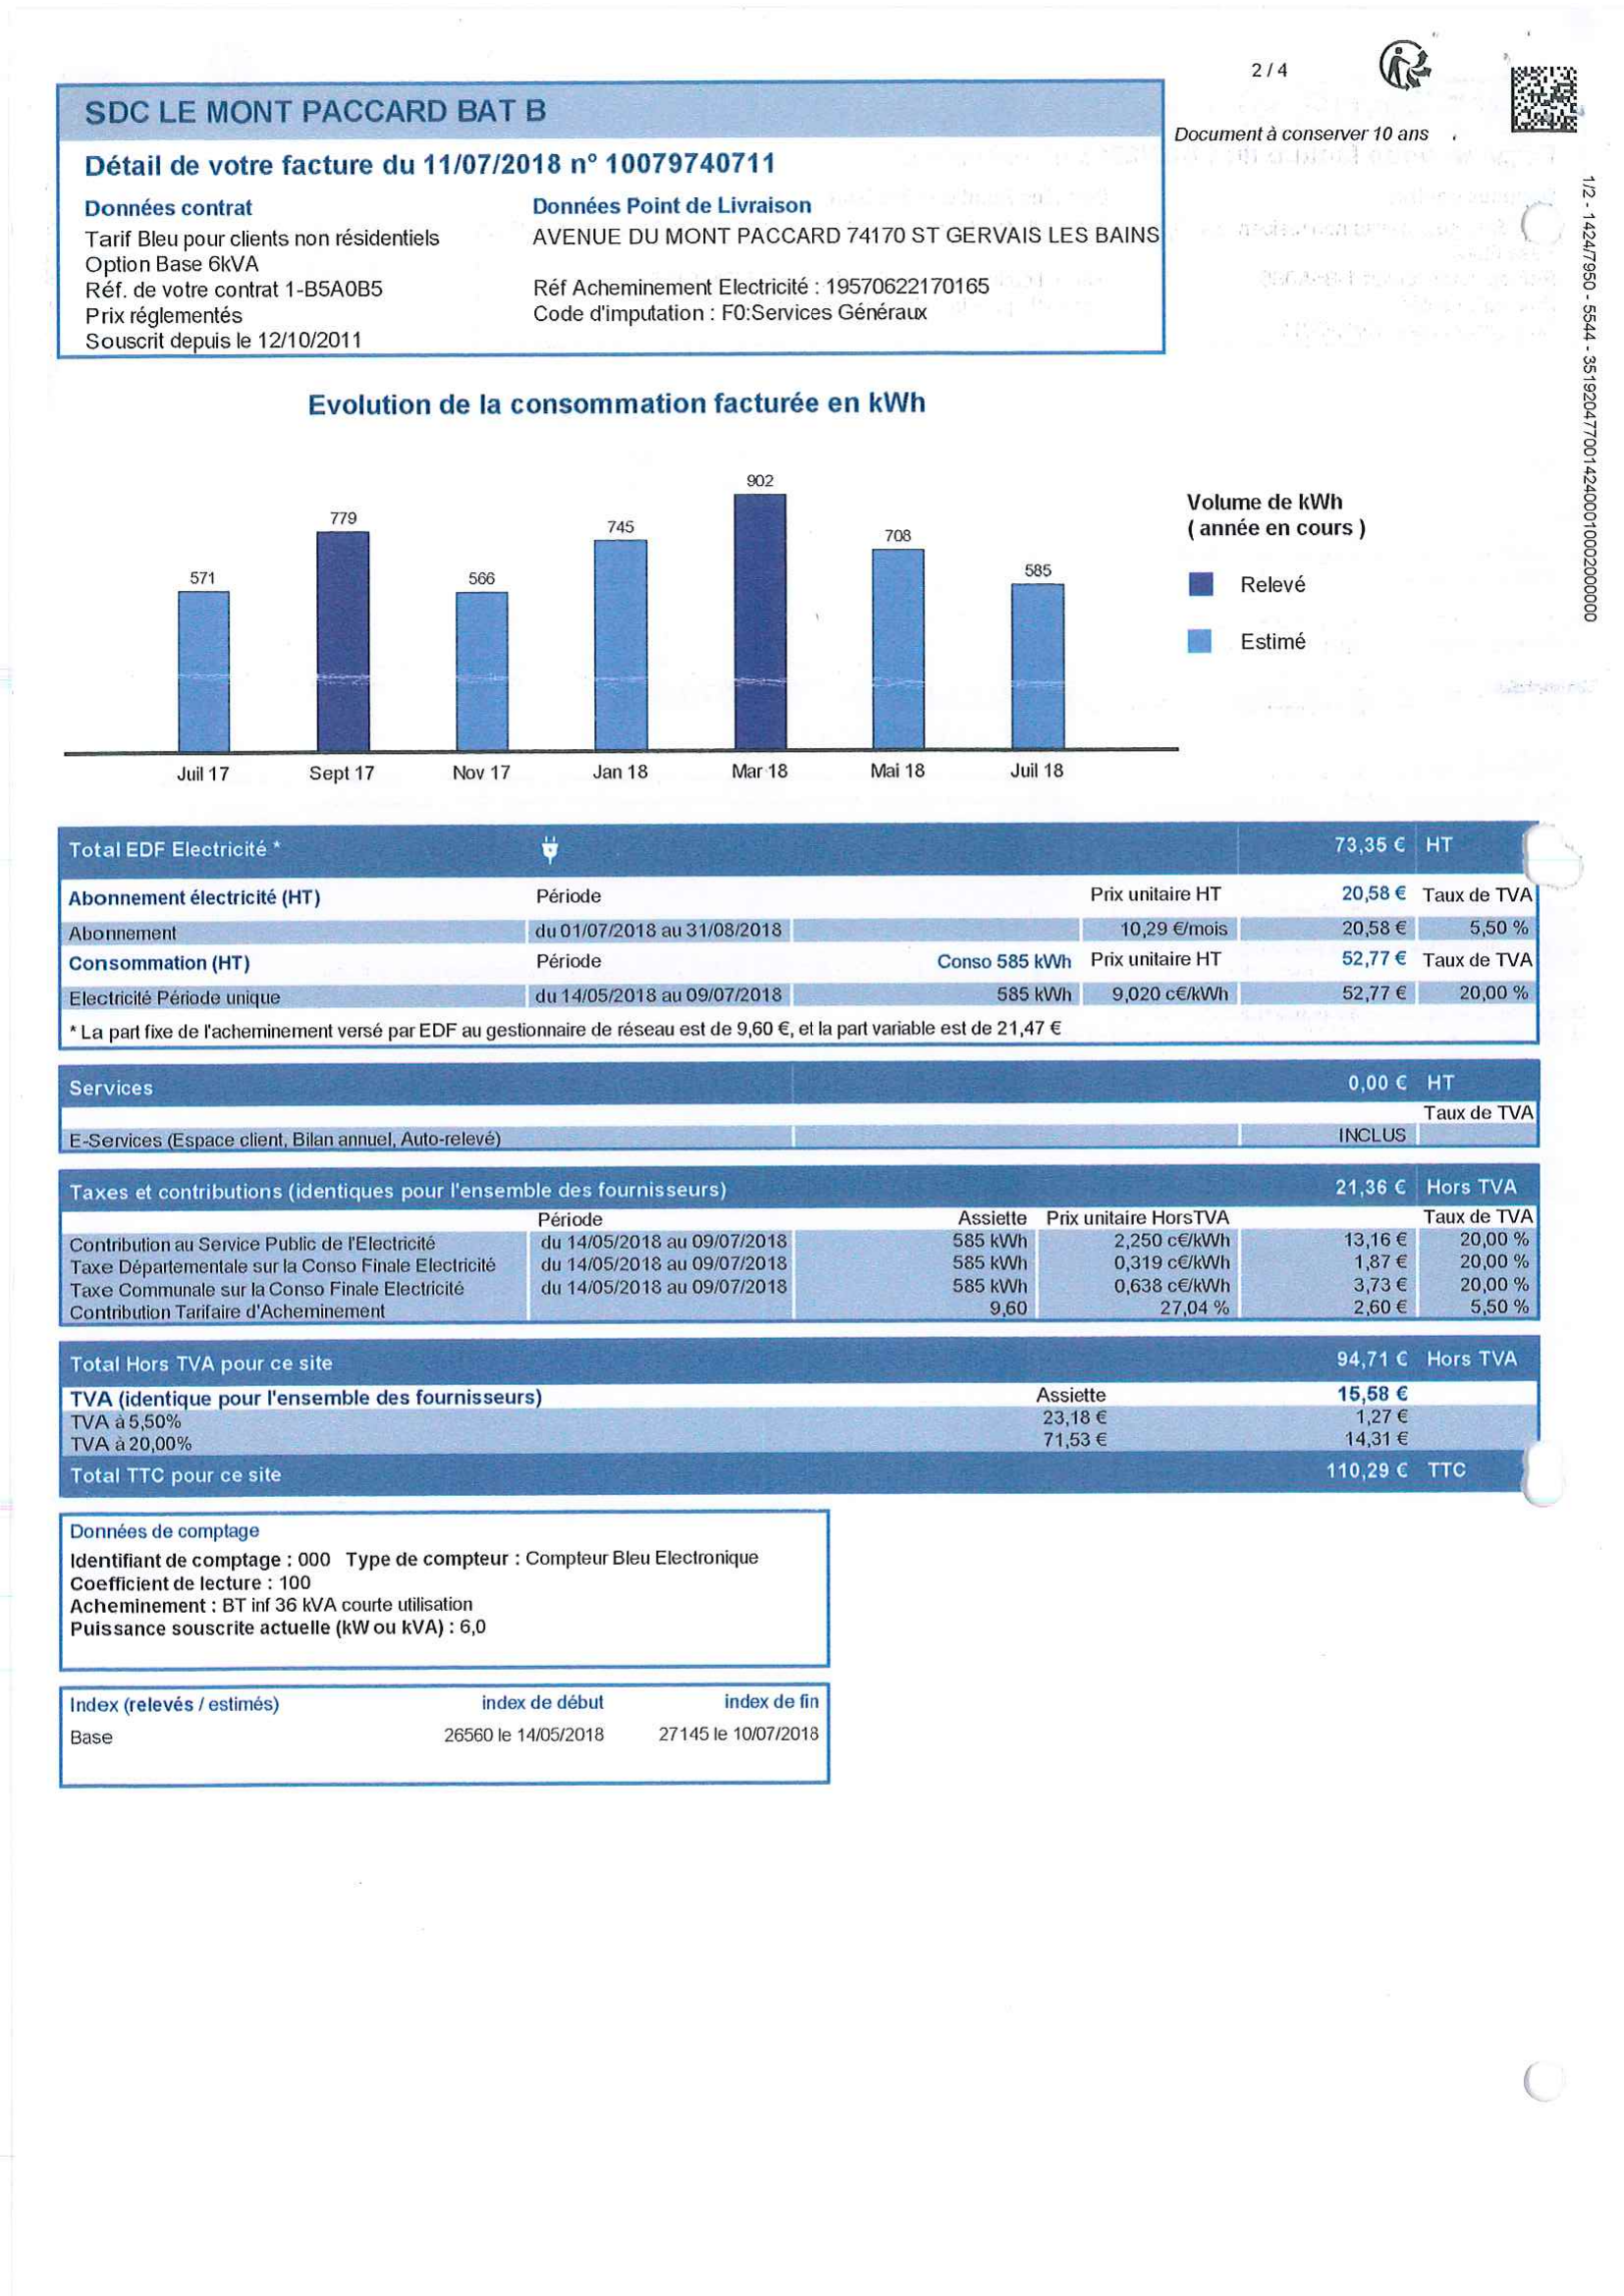 2 / 4
Document à conserver 10 ans
SDC LE MONT PACCARD BAT B
Détail de votre facture du 11/07/2018 n° 10079740711
Données contrat
Tarif Bleu pour clients non résidentiels
Option Base 6kVA
Réf. de votre contrat 1-B5A0B5
Prix réglementés
Souscrit depuis le 12/10/2011
Données Point de Livraison
AVENUE DU MONT PACCARD 74170 ST GERVAIS LES BAINS
Réf Acheminement Electricité : 19570622170165
Code d'imputation : F0:Services Généraux
1/2 - 1424/7950 - 5544 - 351920477001424000100020000​00
Evolution de la consommation facturée en kWh
571 779 566 745 902 708 585
Juil 17 Sept 17 Nov 17 Jan 18 Mar 18 Mai 18 Juil 18
Volume de kWh
( année en cours )
Relevé
Estimé
Total EDF Electricité * 73,35 € HT
Abonnement électricité (HT) Période Prix unitaire HT 20,58 € Taux de TVA
Abonnement du 01/07/2018 au 31/08/2018 10,29 €/mois 20,58 € 5,50 %
Consommation (HT) Période Conso 585 kWh Prix unitaire HT 52,77 € Taux de TVA
Electricité Période unique du 14/05/2018 au 09/07/2018 585 kWh 9,020 c€/kWh 52,77 € 20,00 %
* La part fixe de l'acheminement versé par EDF au gestionnaire de réseau est de 9,60 €, et la part variable est de 21,47 €
Services 0,00 € HT
Taux de TVA
E-Services (Espace client, Bilan annuel, Auto-relevé) INCLUS
Taxes et contributions (identiques pour l'ensemble des fournisseurs) 21,36 € Hors TVA
Période Assiette Prix unitaire HorsTVA Taux de TVA
Contribution au Service Public de l'Electricité du 14/05/2018 au 09/07/2018 585 kWh 2,250 c€/kWh 13,16 € 20,00 %
Taxe Départementale sur la Conso Finale Electricité du 14/05/2018 au 09/07/2018 585 kWh 0,319 c€/kWh 1,87 € 20,00 %
Taxe Communale sur la Conso Finale Electricité du 14/05/2018 au 09/07/2018 585 kWh 0,638 c€/kWh 3,73 € 20,00 %
Contribution Tarifaire d'Acheminement 9,60 27,04 % 2,60 € 5,50 %
Total Hors TVA pour ce site 94,71 € Hors TVA
TVA (identique pour l'ensemble des fournisseurs) Assiette 15,58 €
TVA à 5,50% 23,18 € 1,27 €
TVA à 20,00% 71,53 € 14,31 €
Total TTC pour ce site 110,29 € TTC
Données de comptage
Identifiant de comptage : 000 Type de compteur : Compteur Bleu Electronique
Coefficient de lecture : 100
Acheminement : BT inf 36 kVA courte utilisation
Puissance souscrite actuelle (kW ou kVA) : 6,0
Index (relevés / estimés) index de début index de fin
Base 26560 le 14/05/2018 27145 le 10/07/2018